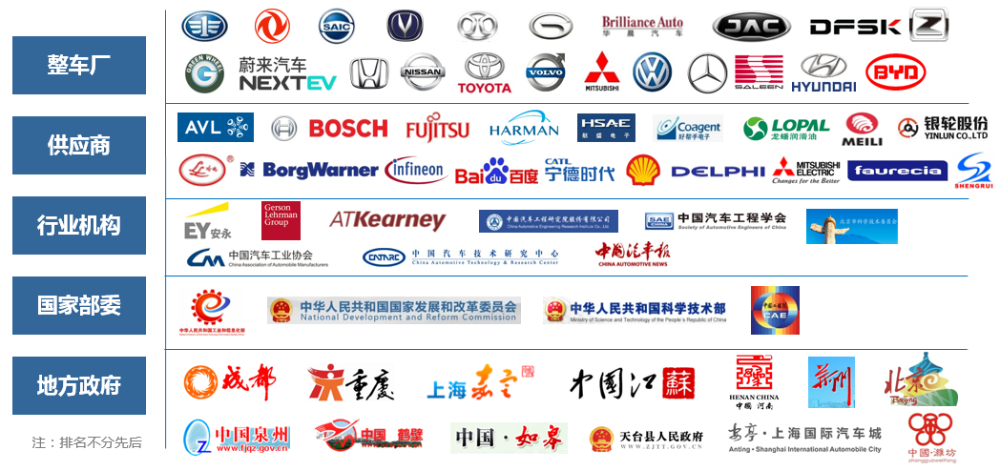 整车厂
SAIC
Brilliance Auto
华 晨 汽 车
JAC
DFSK
GREEN WHEEL
蔚来汽车
NEXTEV
NISSAN
TOYOTA
VOLVO
MITSUBISHI
SALEEN
HYUNDAI
BYD
供应商
AVL
BOSCH
FUJITSU
HARMAN
HSAE
航 盛 电 子
Coagent
好帮手电子
LOPAL
龙蟠润滑油
MEILI
银轮股份
YINLUN CO.,LTD
BorgWarner
infineon
Bai du 百度
CATL
宁德时代
DELPHI
MITSUBISHI
ELECTRIC
Changes for the Better
faurecia
SHENGRUI
行业机构
EY 安永
Gerson
Lehrman
Group
ATKearney
中国汽车工程研究院股份有限公司
China Automotive Engineering Research Institute Co., Ltd.
SAE
CHINA
中国汽车工程学会
Society of Automotive Engineers of China
北京市科学技术委员会
中国汽车工业协会
China Association of Automobile Manufacturers
CATARC
中国汽车技术研究中心
China Automotive Technology & Research Center
中国汽车报
CHINA AUTOMOTIVE NEWS
国家部委
中华人民共和国工业和信息化部
中华人民共和国国家发展和改革委员会
National Development and Reform Commission
中华人民共和国科学技术部
Ministry of Science and Technology of the People's Republic of China
中国工程院
CAE
地方政府
成都
重庆
上海 嘉定
中国江苏
HENAN CHINA
中国 河南
荆州
北京
Beijing
中国泉州
www.fjqz.gov.cn
中国 鹤壁
中国·如皋
天台县人民政府
WWW.ZJTT.GOV.CN
安亭·上海国际汽车城
Anting·Shanghai International Automobile City
中国·潍坊
zhongguoweifang
注：排名不分先后